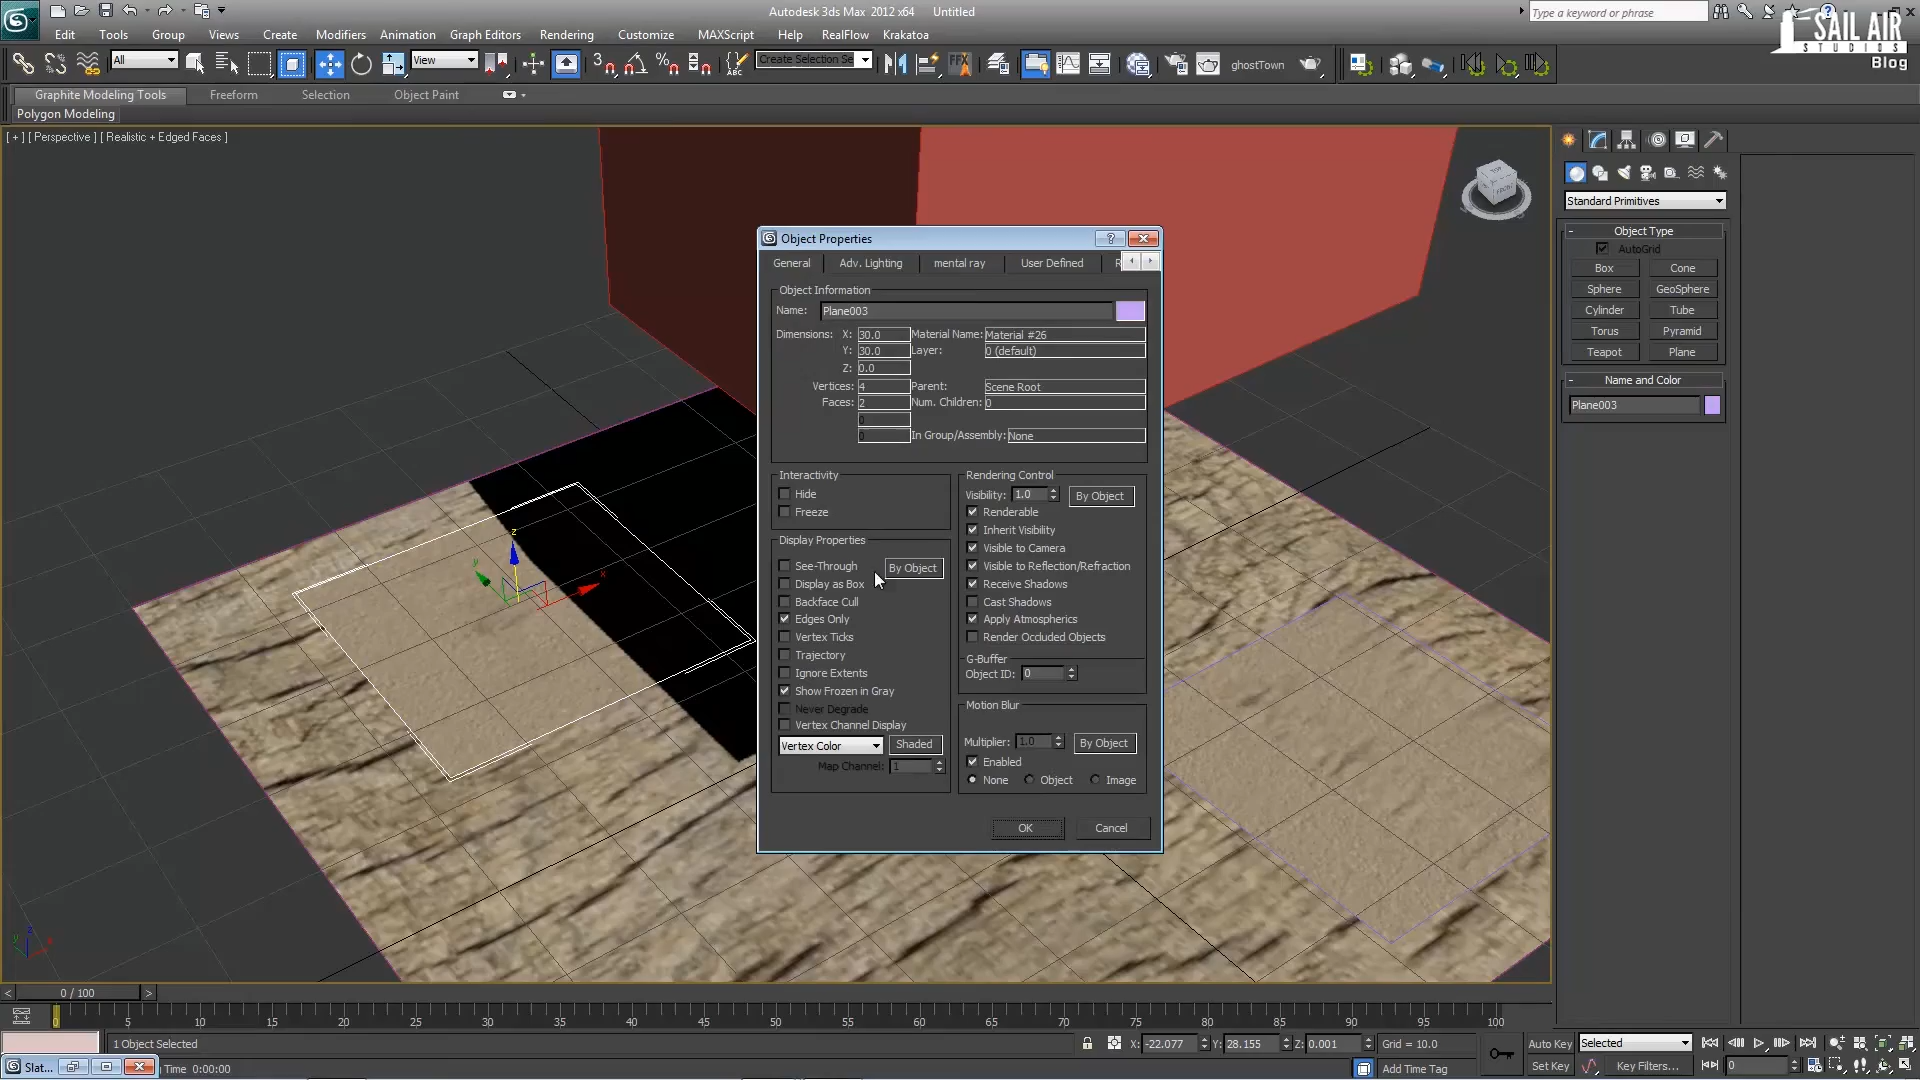 Autodesk 3ds Max 2012 x64 Untitled
Type a keyword or phrase
SAIL AIR
STUDIOS
Blog
Edit Tools Group Views Create Modifiers Animation Graph Editors Rendering Customize MAXScript Help RealFlow Krakatoa
All View 3 Create Selection Se ghostTown
Graphite Modeling Tools Freeform Selection Object Paint
Polygon Modeling
[ + ] [ Perspective ] [ Realistic + Edged Faces ]
TOP
FRONT
Standard Primitives
Object Type
AutoGrid
Box Cone
Sphere GeoSphere
Cylinder Tube
Torus Pyramid
Teapot Plane
Name and Color
Plane003
Object Properties
General Adv. Lighting mental ray User Defined R
Object Information
Name: Plane003
Dimensions: X: 30.0 Material Name: Material #26
Y: 30.0 Layer: 0 (default)
Z: 0.0
Vertices: 4 Parent: Scene Root
Faces: 2 Num. Children: 0
0
0 In Group/Assembly: None
Interactivity
Hide
Freeze
Display Properties
See-Through By Object
Display as Box
Backface Cull
Edges Only
Vertex Ticks
Trajectory
Ignore Extents
Show Frozen in Gray
Never Degrade
Vertex Channel Display
Vertex Color Shaded
Map Channel: 1
Rendering Control
Visibility: 1.0 By Object
Renderable
Inherit Visibility
Visible to Camera
Visible to Reflection/Refraction
Receive Shadows
Cast Shadows
Apply Atmospherics
Render Occluded Objects
G-Buffer
Object ID: 0
Motion Blur
Multiplier: 1.0 By Object
Enabled
None Object Image
OK Cancel
z
y
x
z
y
x
< 0 / 100 >
0 5 10 15 20 25 30 35 40 45 50 55 60 65 70 75 80 85 90 95 100
1 Object Selected X: -22.077 Y: 28.155 Z: 0.001 Grid = 10.0 Auto Key Selected
Slat... Time 0:00:00 Add Time Tag Set Key Key Filters... 0